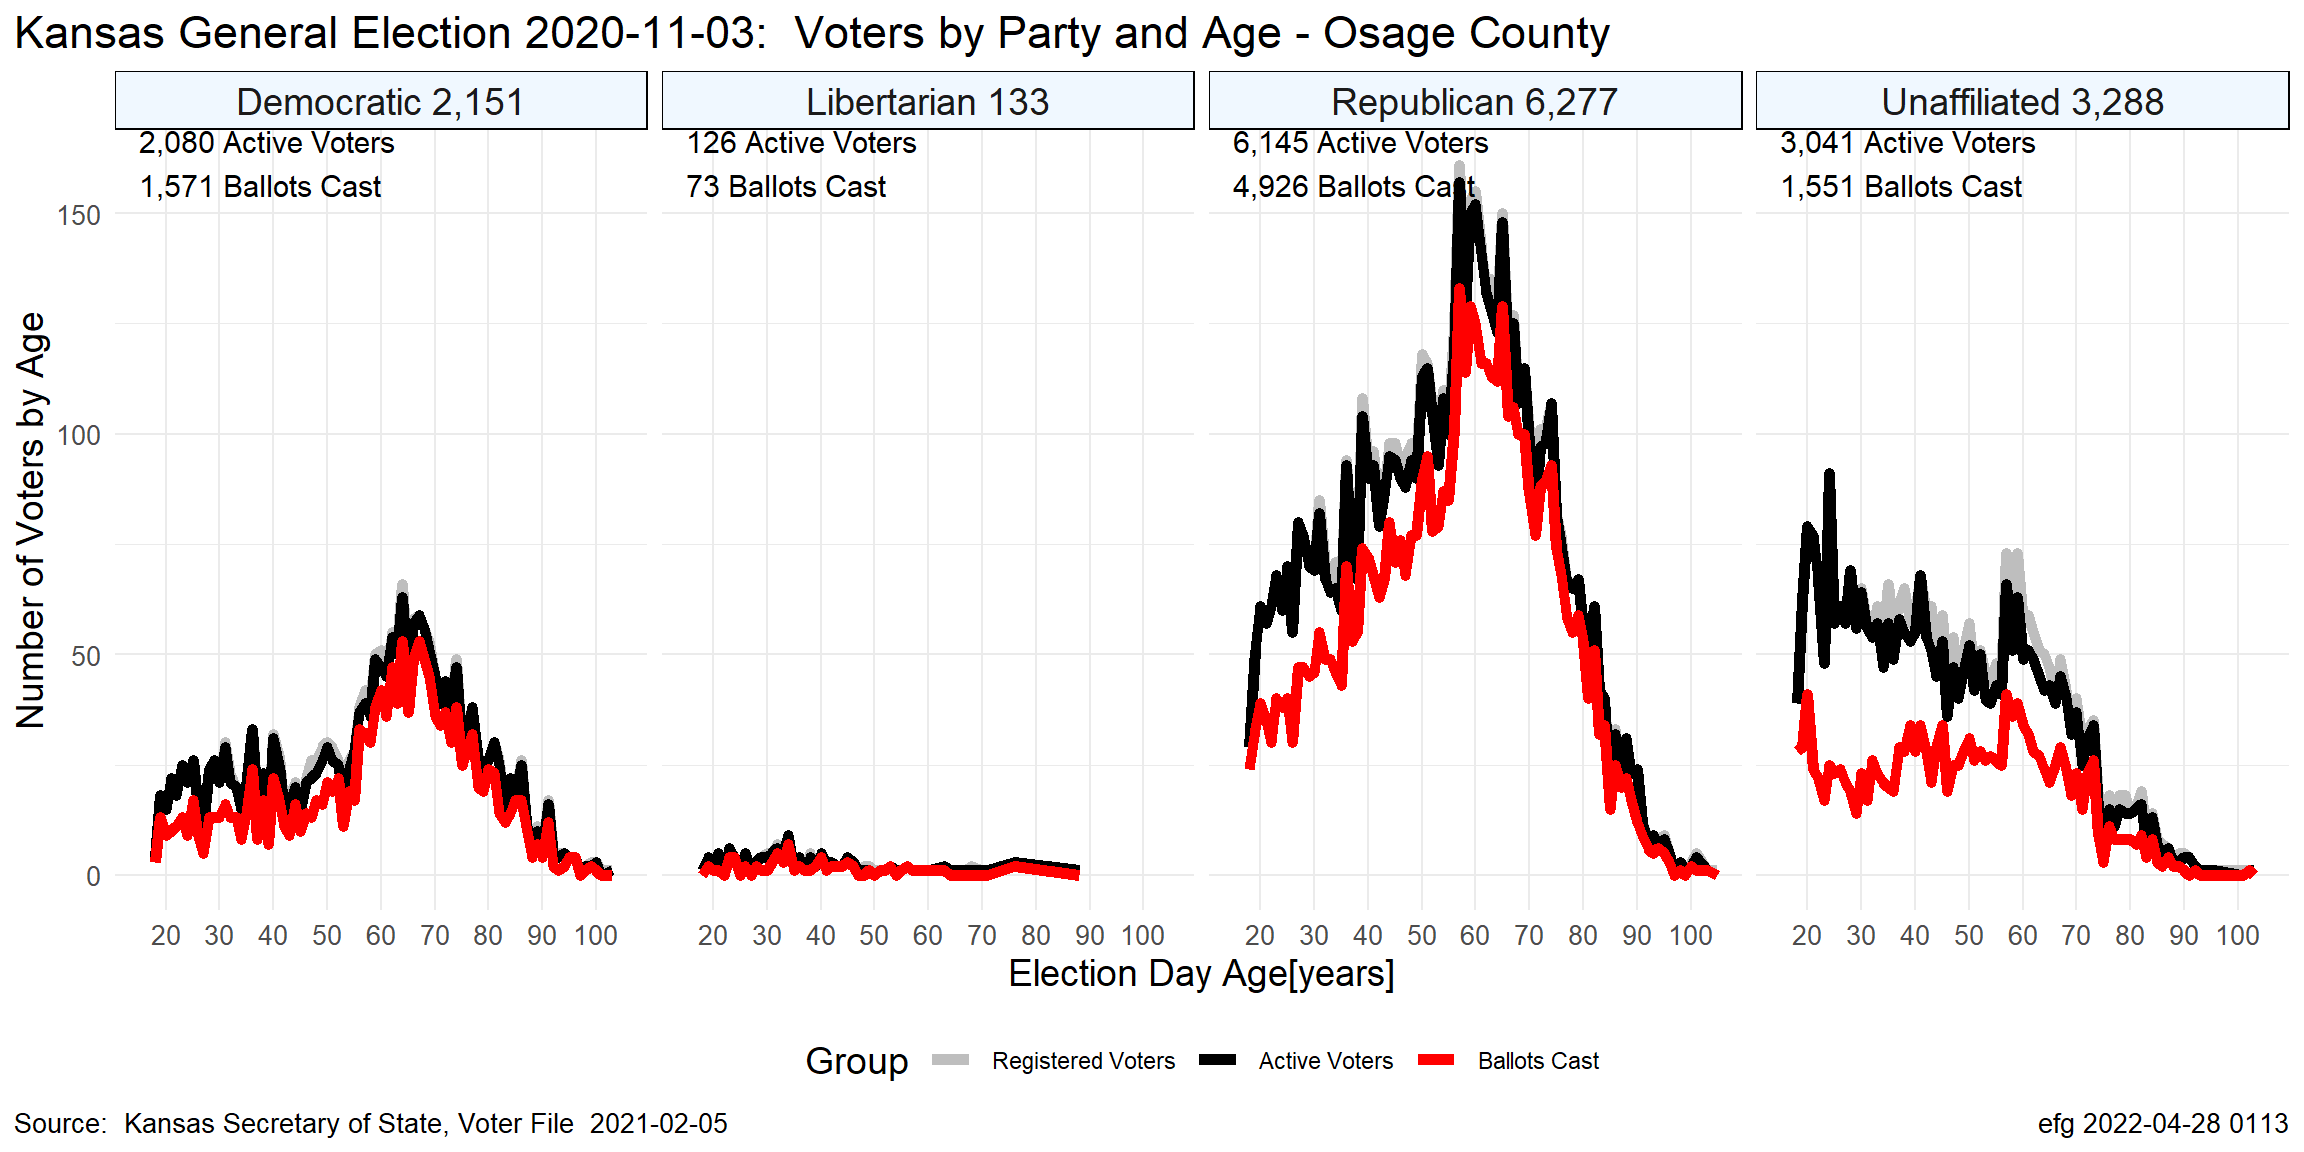 Kansas General Election 2020-11-03:  Voters by Party and Age - Osage County
Democratic 2,151
Libertarian 133
Republican 6,277
Unaffiliated 3,288
2,080 Active Voters
1,571 Ballots Cast
126 Active Voters
73 Ballots Cast
6,145 Active Voters
4,926 Ballots Cast
3,041 Active Voters
1,551 Ballots Cast
Number of Voters by Age
150
100
50
0
20 30 40 50 60 70 80 90 100
20 30 40 50 60 70 80 90 100
20 30 40 50 60 70 80 90 100
20 30 40 50 60 70 80 90 100
Election Day Age[years]
Group Registered Voters Active Voters Ballots Cast
Source:  Kansas Secretary of State, Voter File  2021-02-05
efg 2022-04-28 0113